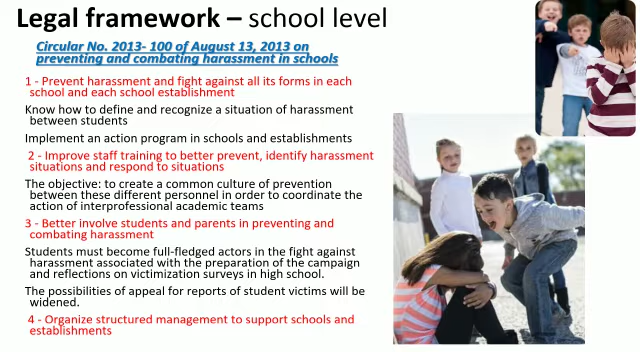 Legal framework – school level
Circular No. 2013- 100 of August 13, 2013 on
preventing and combating harassment in schools
1 - Prevent harassment and fight against all its forms in each
school and each school establishment
Know how to define and recognize a situation of harassment
between students
Implement an action program in schools and establishments
2 - Improve staff training to better prevent, identify harassment
situations and respond to situations
The objective: to create a common culture of prevention
between these different personnel in order to coordinate the
action of interprofessional academic teams
3 - Better involve students and parents in preventing and
combating harassment
Students must become full-fledged actors in the fight against
harassment associated with the preparation of the campaign
and reflections on victimization surveys in high school.
The possibilities of appeal for reports of student victims will be
widened.
4 - Organize structured management to support schools and
establishments